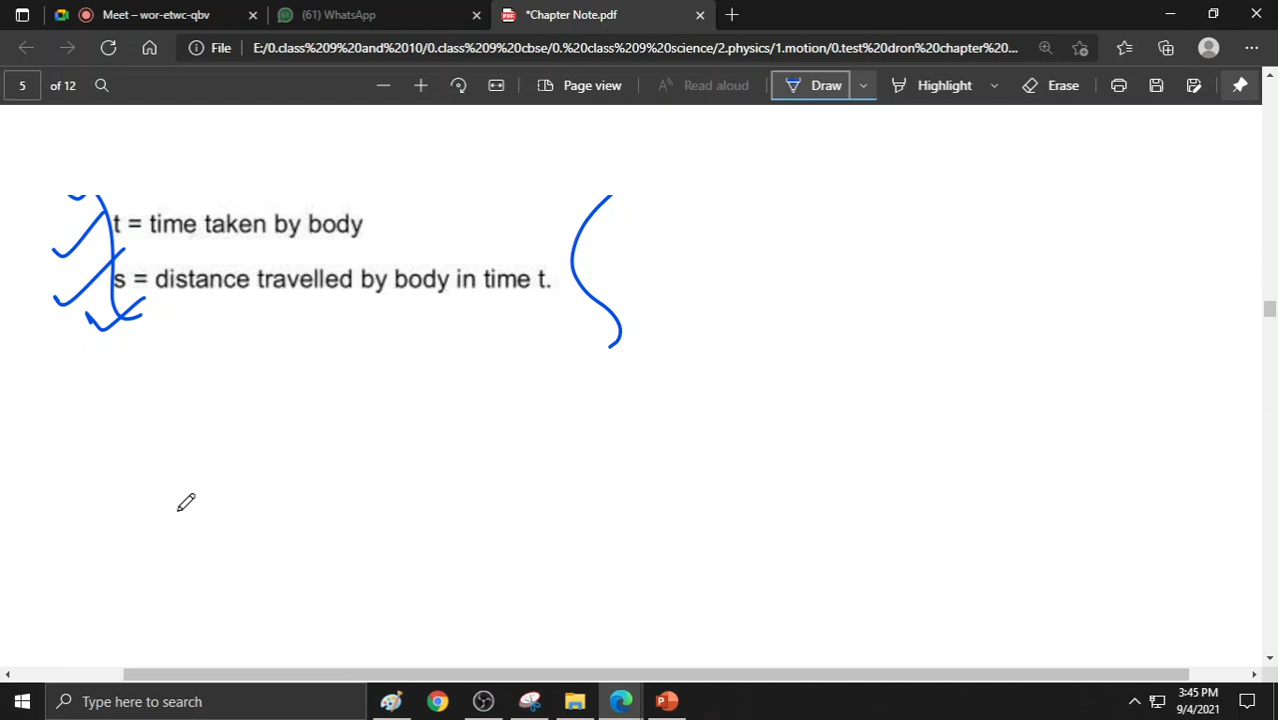 Meet – wor-etwc-qbv
(61) WhatsApp
*Chapter Note.pdf
File
E:/0.class%209%20and%2010/0.class%209%20cbse/0.%20class%209%20science/2.physics/1.motion/0.test%20dron%20chapter%20...
5 of 12
Page view
Read aloud
Draw
Highlight
Erase
t = time taken by body
s = distance travelled by body in time t.
Type here to search
3:45 PM
9/4/2021